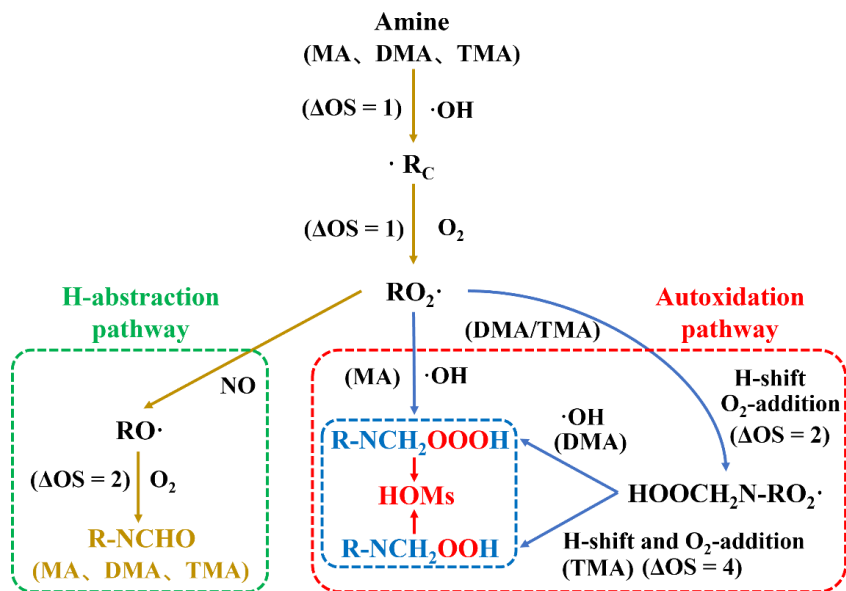 Amine
(MA、DMA、TMA)
(ΔOS = 1) ·OH
· R_C
(ΔOS = 1) O₂
RO₂·
H-abstraction
pathway
Autoxidation
pathway
(DMA/TMA)
NO
(MA) ·OH
H-shift
O₂-addition
(ΔOS = 2)
·OH
(DMA)
RO·
(ΔOS = 2) O₂
R-NCHO
(MA、DMA、TMA)
R-NCH₂OOOH
HOMs
R-NCH₂OOH
HOOCH₂N-RO₂·
H-shift and O₂-addition
(TMA) (ΔOS = 4)